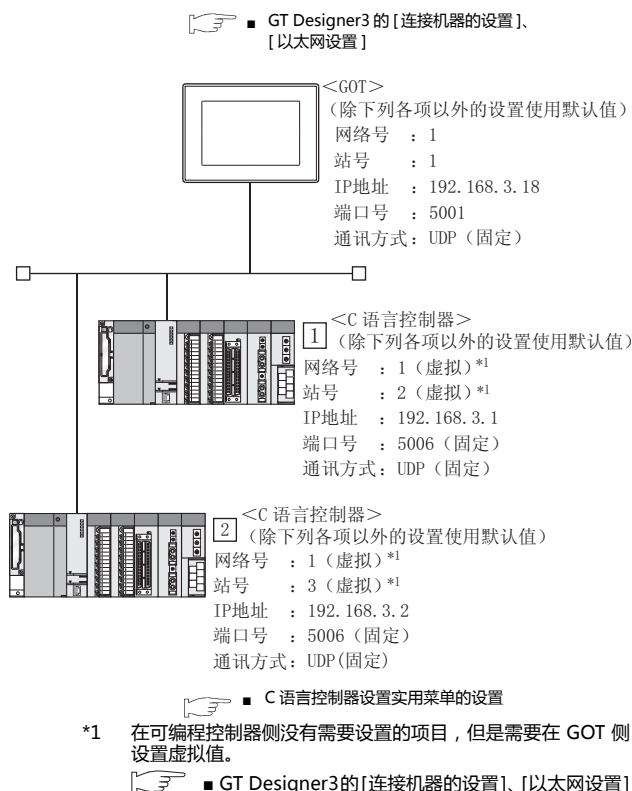 ■ GT Designer3 的 [ 连接机器的设置 ]、
[ 以太网设置 ]
<GOT>
(除下列各项以外的设置使用默认值)
网络号 : 1
站号 : 1
IP地址 : 192.168.3.18
端口号 : 5001
通讯方式: UDP(固定)
1 <C 语言控制器>
(除下列各项以外的设置使用默认值)
网络号 : 1(虚拟)*1
站号 : 2(虚拟)*1
IP地址 : 192.168.3.1
端口号 : 5006(固定)
通讯方式: UDP(固定)
2 <C 语言控制器>
(除下列各项以外的设置使用默认值)
网络号 : 1(虚拟)*1
站号 : 3(虚拟)*1
IP地址 : 192.168.3.2
端口号 : 5006(固定)
通讯方式: UDP(固定)
■ C 语言控制器设置实用菜单的设置
*1 在可编程控制器侧没有需要设置的项目,但是需要在 GOT 侧
设置虚拟值。
■ GT Designer3的[连接机器的设置]、[以太网设置]